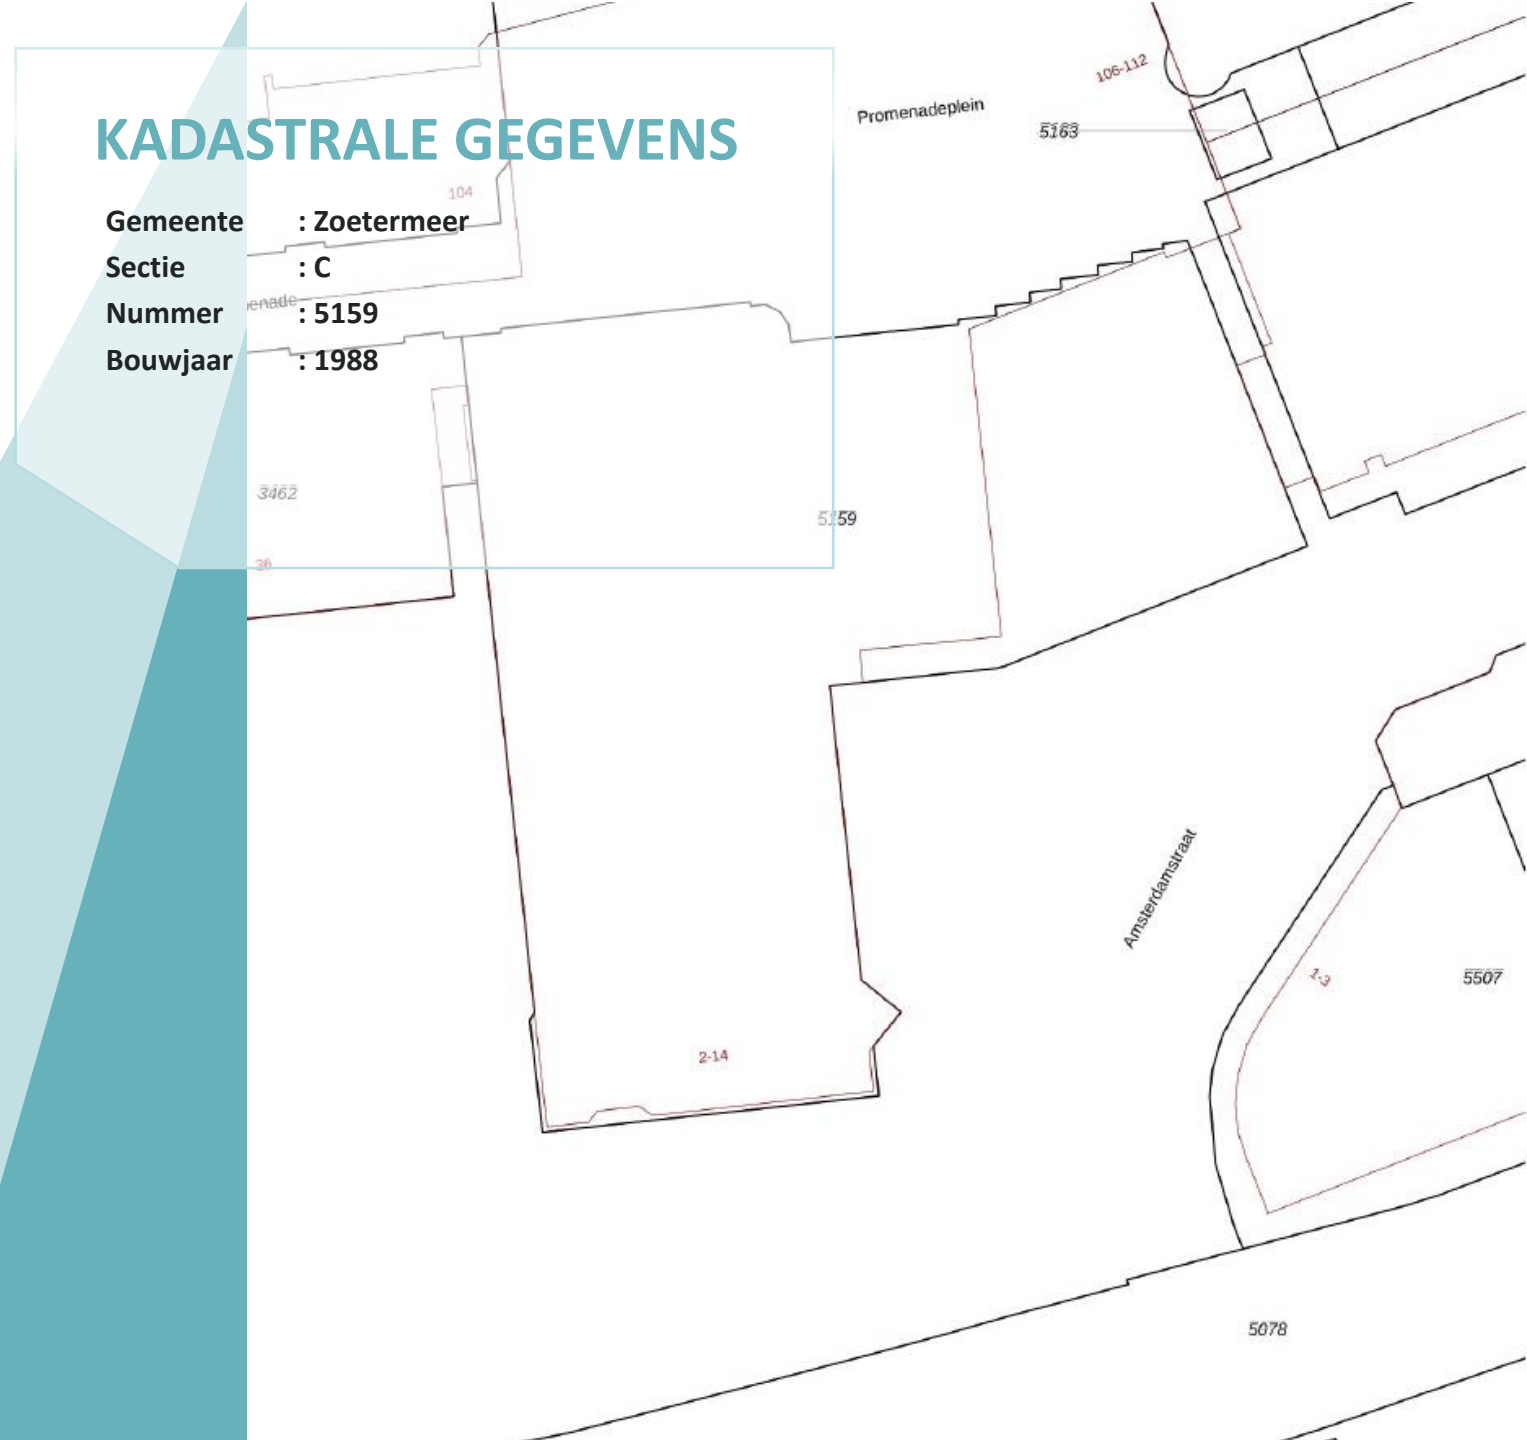 KADASTRALE GEGEVENS
Gemeente : Zoetermeer
Sectie : C
Nummer : 5159
Bouwjaar : 1988
106-112
Promenadeplein
5163
104
enade
3462
5159
36
Amsterdamstraat
1-3
5507
2-14
5078